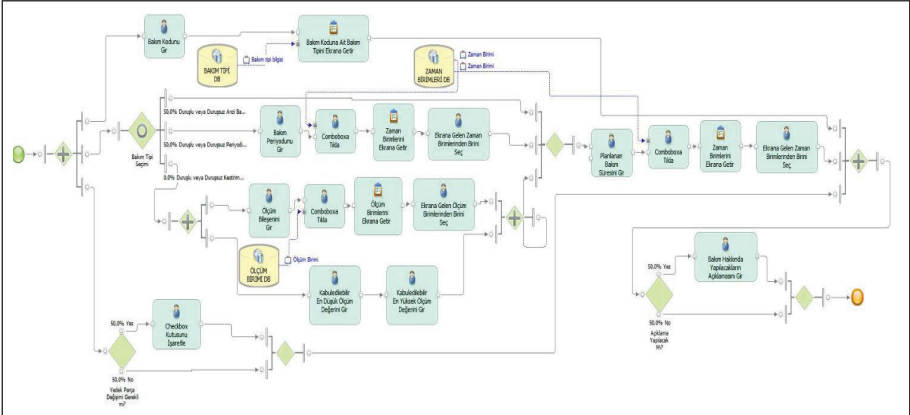 Bakım Kodunu
Gir
Bakım Koduna Ait Bakım
Tipini Ekrana Getir
BAKIM TİPİ
DB
Bakım tipi bilgisi
ZAMAN
BİRİMLERİ DB
Zaman Birimi
Zaman Birimi
Bakım Tipi
Seçimi
50.0% Duruşlu veya Duruşsuz Arızi Ba...
50.0% Duruşlu veya Duruşsuz Periyodi...
0.0% Duruşlu veya Duruşsuz Kestirim...
Bakım
Periyodunu
Gir
Comboboxa
Tıkla
Zaman
Birimlerini
Ekrana Getir
Ekrana Gelen Zaman
Birimlerinden Birini
Seç
Planlanan
Bakım
Süresini Gir
Comboboxa
Tıkla
Zaman
Birimlerini
Ekrana Getir
Ekrana Gelen Zaman
Birimlerinden Birini
Seç
Ölçüm
Bileşenini
Gir
Comboboxa
Tıkla
Ölçüm
Birimlerini
Ekrana Getir
Ekrana Gelen Ölçüm
Birimlerinden Birini
Seç
ÖLÇÜM
BİRİMİ DB
Ölçüm Birimi
Kabuledilebilir
En Düşük Ölçüm
Değerini Gir
Kabuledilebilir
En Yüksek Ölçüm
Değerini Gir
50.0% Yes
Checkbox
Kutusunu
İşaretle
50.0% No
Yedek Parça
Değişimi Gerekli
mi?
50.0% Yes
Bakım Hakkında
Yapılacakların
Açıklamasını Gir
50.0% No
Açıklama
Yapılacak
Mı?